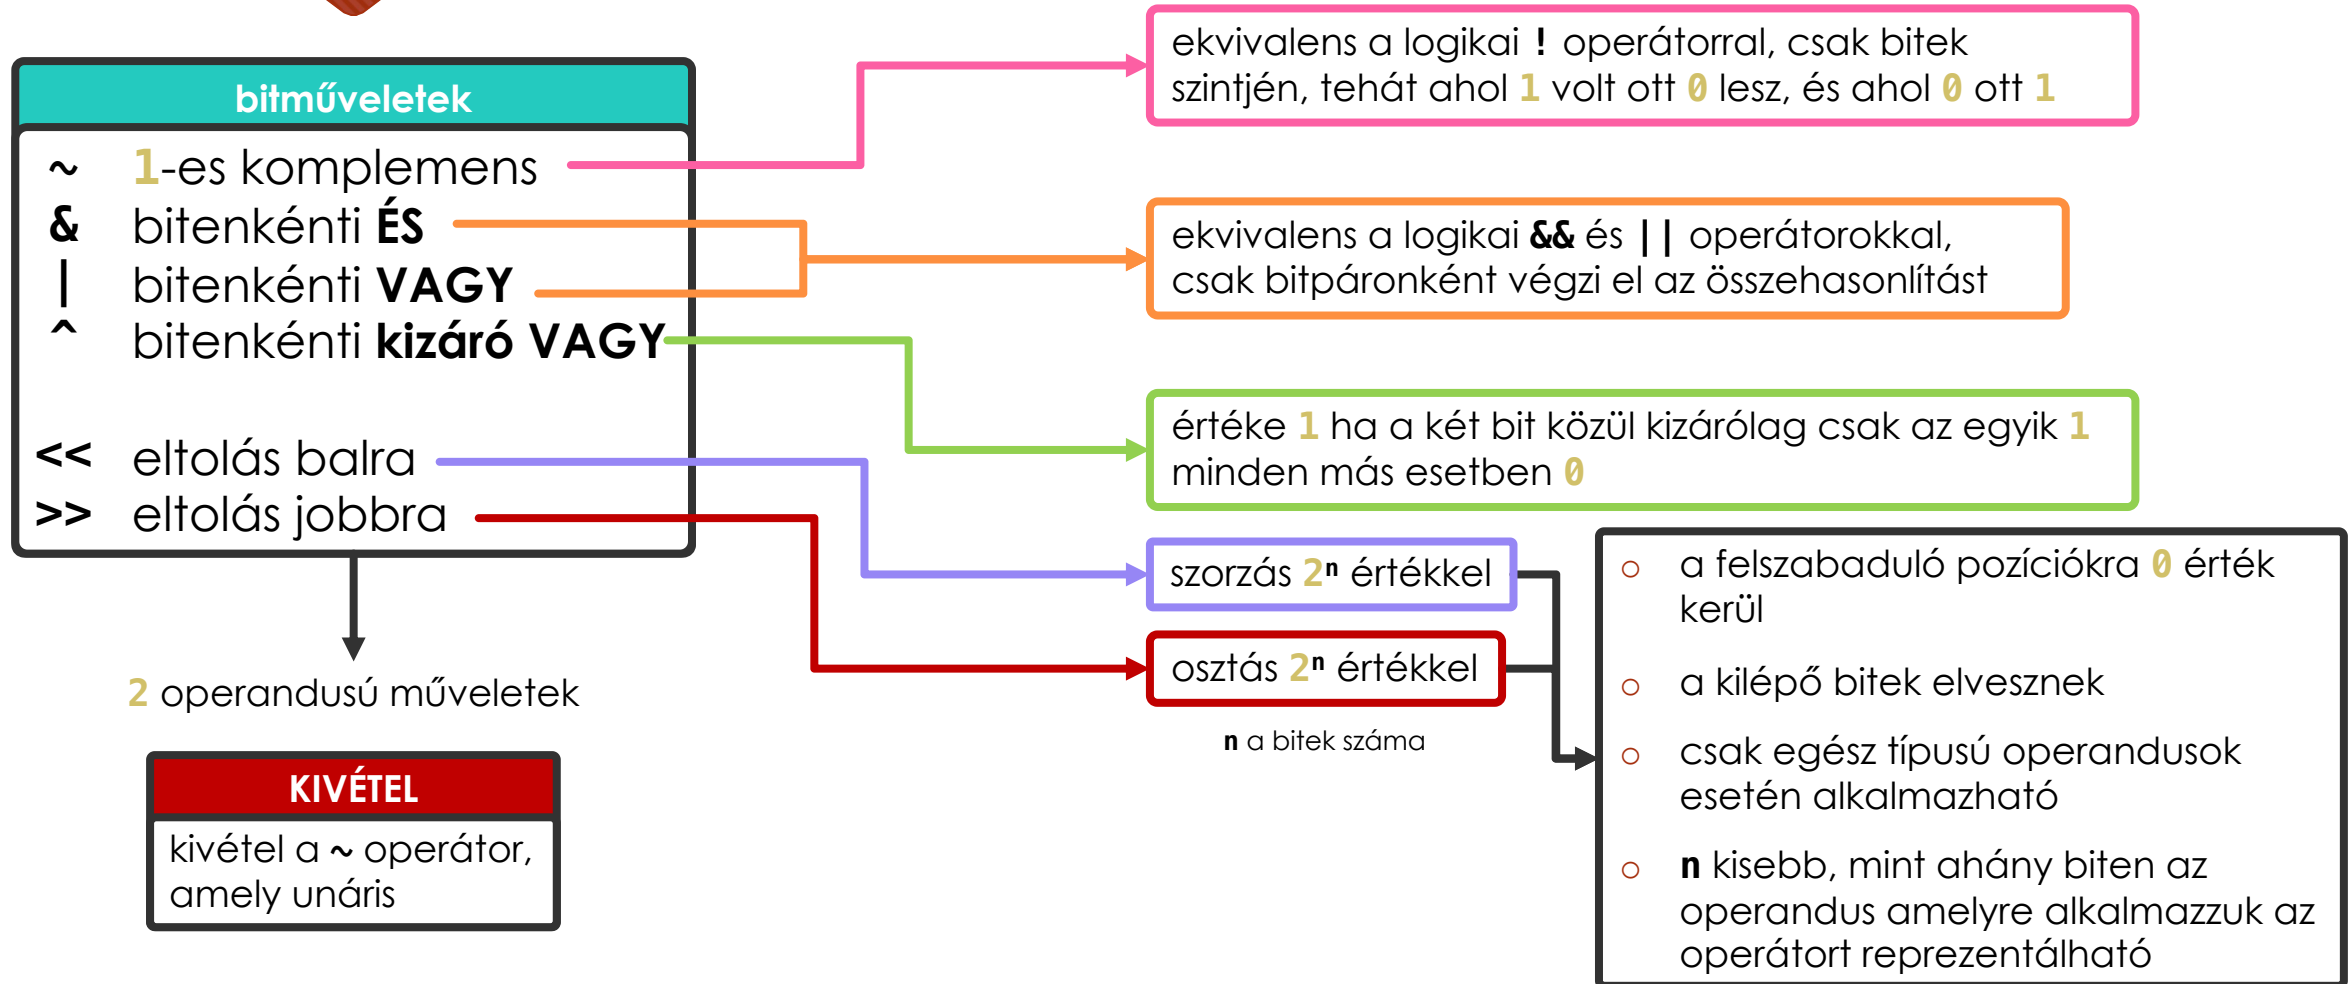 bitműveletek
~ 1-es komplemens
& bitenkénti ÉS
| bitenkénti VAGY
^ bitenkénti kizáró VAGY
<< eltolás balra
>> eltolás jobbra
2 operandusú műveletek
KIVÉTEL
kivétel a ~ operátor,
amely unáris
ekvivalens a logikai ! operátorral, csak bitek
szintjén, tehát ahol 1 volt ott 0 lesz, és ahol 0 ott 1
ekvivalens a logikai && és || operátorokkal,
csak bitpáronként végzi el az összehasonlítást
értéke 1 ha a két bit közül kizárólag csak az egyik 1
minden más esetben 0
szorzás 2ⁿ értékkel
osztás 2ⁿ értékkel
n a bitek száma
o a felszabaduló pozíciókra 0 érték
kerül
o a kilépő bitek elvesznek
o csak egész típusú operandusok
esetén alkalmazható
o n kisebb, mint ahány biten az
operandus amelyre alkalmazzuk az
operátort reprezentálható